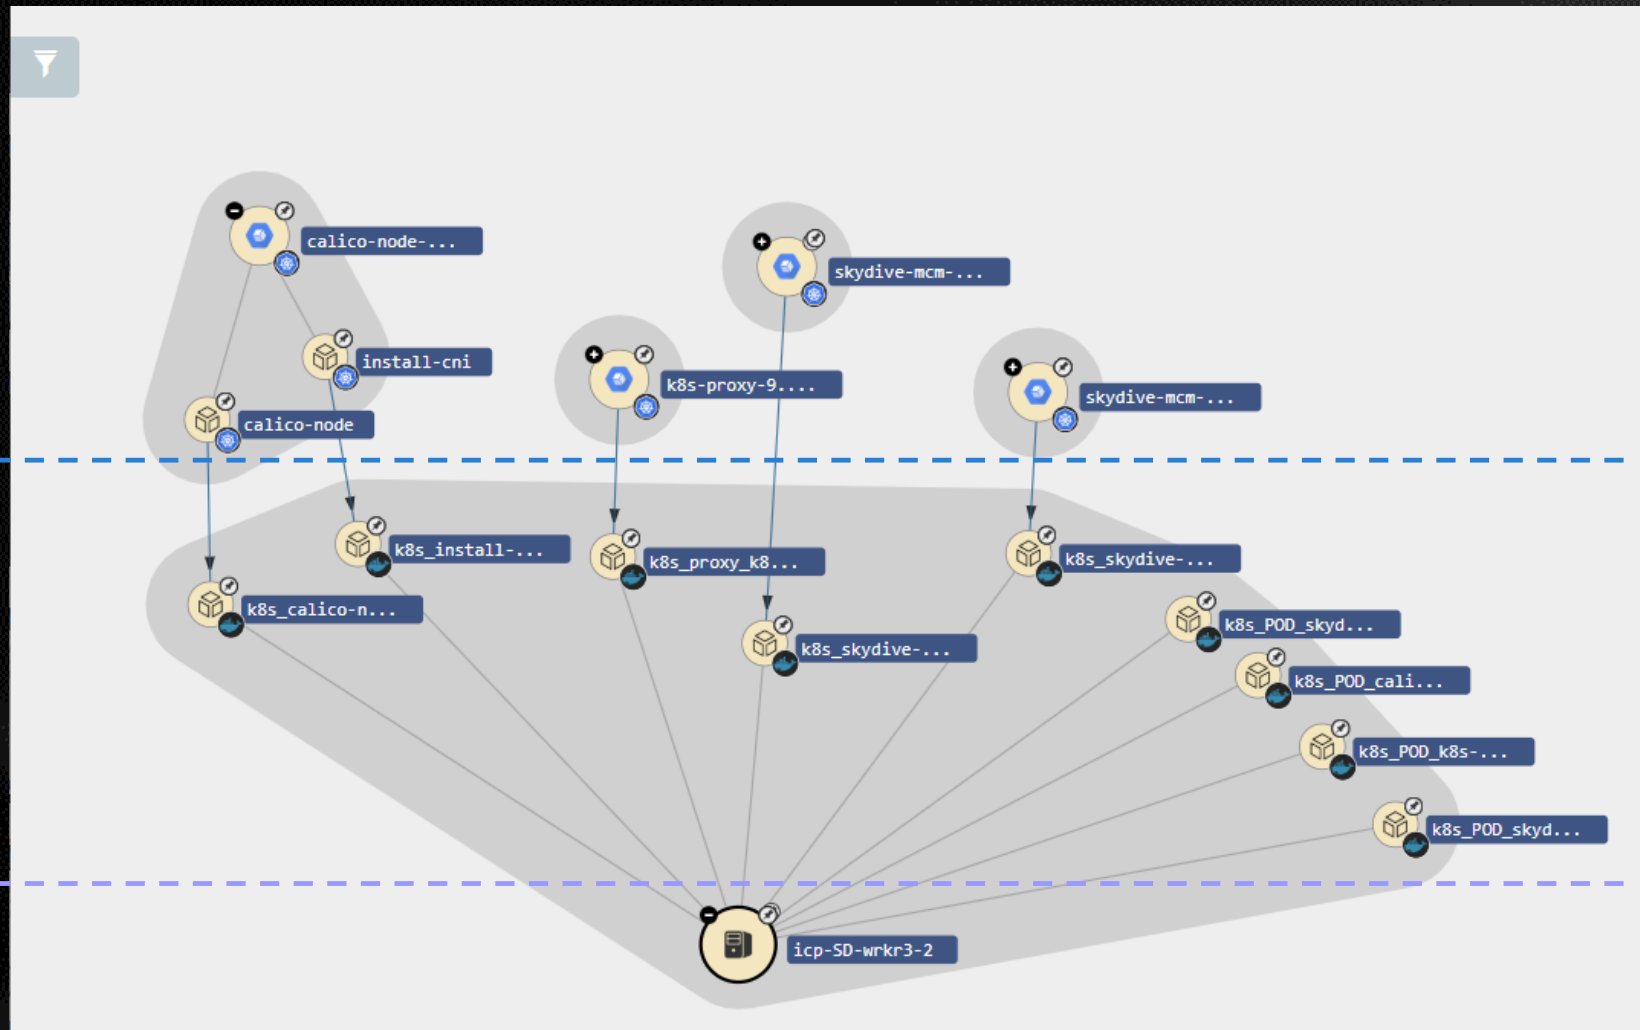 calico-node-...
skydive-mcm-...
install-cni
k8s-proxy-9....
skydive-mcm-...
calico-node
k8s_install-...
k8s_proxy_k8...
k8s_skydive-...
k8s_calico-n...
k8s_POD_skyd...
k8s_skydive-...
k8s_POD_cali...
k8s_POD_k8s-...
k8s_POD_skyd...
icp-SD-wrkr3-2